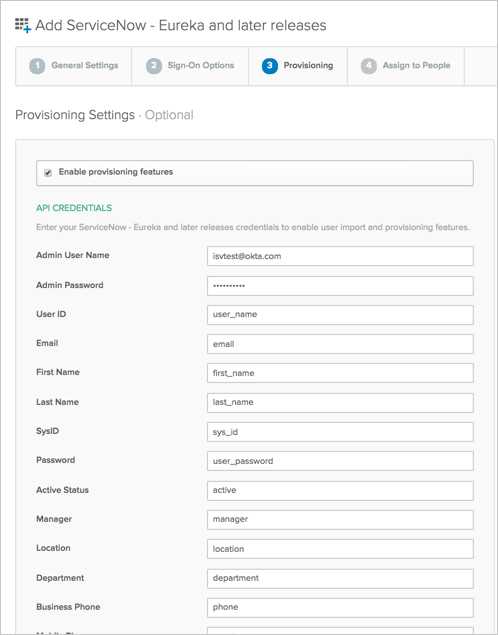 Add ServiceNow - Eureka and later releases
1 General Settings 2 Sign-On Options 3 Provisioning 4 Assign to People
Provisioning Settings · Optional
Enable provisioning features
API CREDENTIALS
Enter your ServiceNow - Eureka and later releases credentials to enable user import and provisioning features.
Admin User Name isvtest@okta.com
Admin Password ••••••••••
User ID user_name
Email email
First Name first_name
Last Name last_name
SysID sys_id
Password user_password
Active Status active
Manager manager
Location location
Department department
Business Phone phone